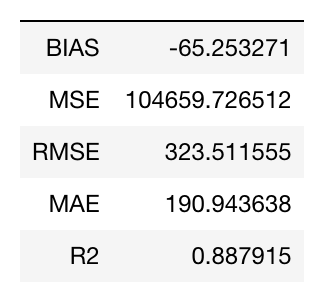 BIAS -65.253271
MSE 104659.726512
RMSE 323.511555
MAE 190.943638
R2 0.887915